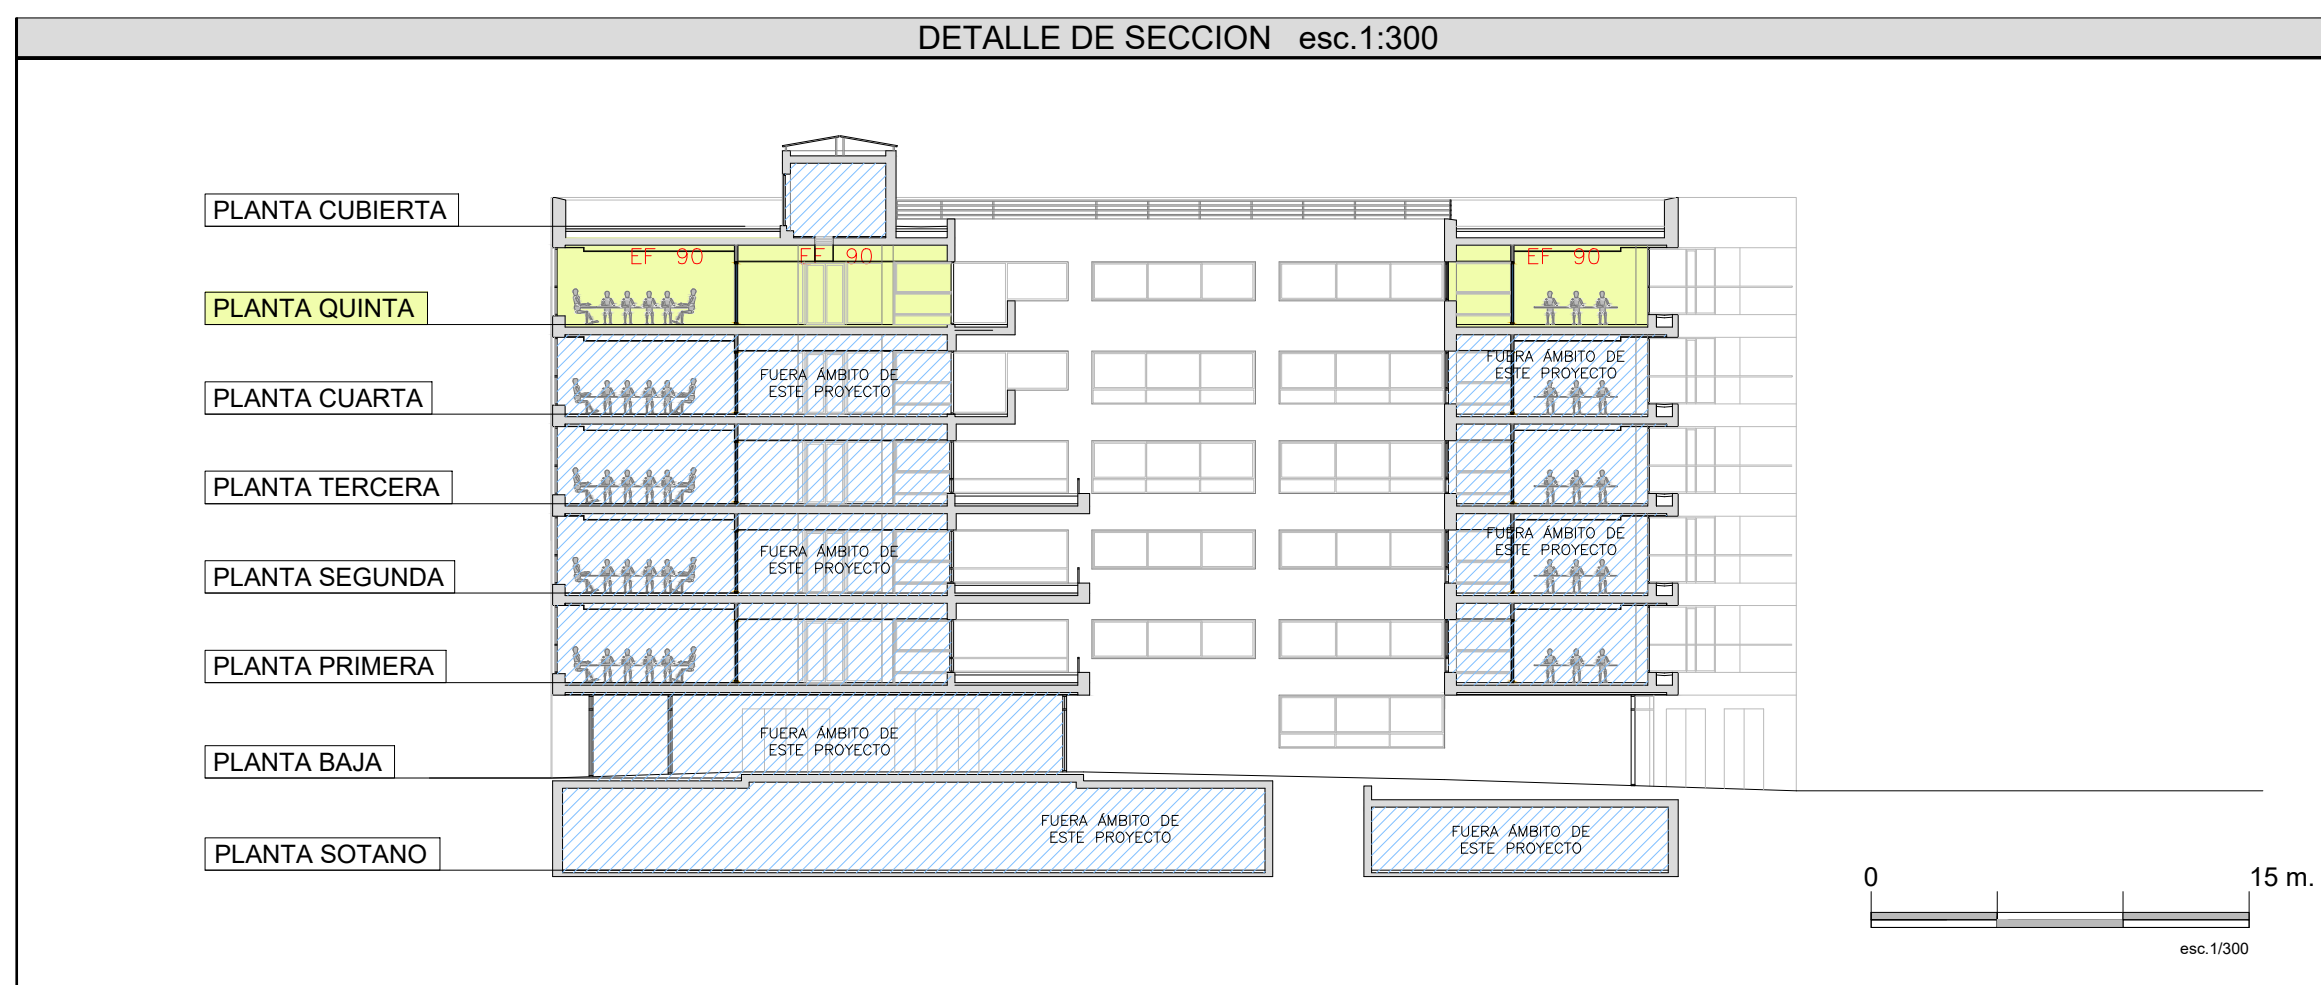 DETALLE DE SECCION esc.1:300
PLANTA CUBIERTA
EF 90
EF 90
EF 90
PLANTA QUINTA
FUERA ÁMBITO DE
ESTE PROYECTO
FUERA ÁMBITO DE
ESTE PROYECTO
PLANTA CUARTA
PLANTA TERCERA
FUERA ÁMBITO DE
ESTE PROYECTO
FUERA ÁMBITO DE
ESTE PROYECTO
PLANTA SEGUNDA
PLANTA PRIMERA
FUERA ÁMBITO DE
ESTE PROYECTO
PLANTA BAJA
FUERA ÁMBITO DE
ESTE PROYECTO
FUERA ÁMBITO DE
ESTE PROYECTO
PLANTA SOTANO
0 15 m.
esc.1/300